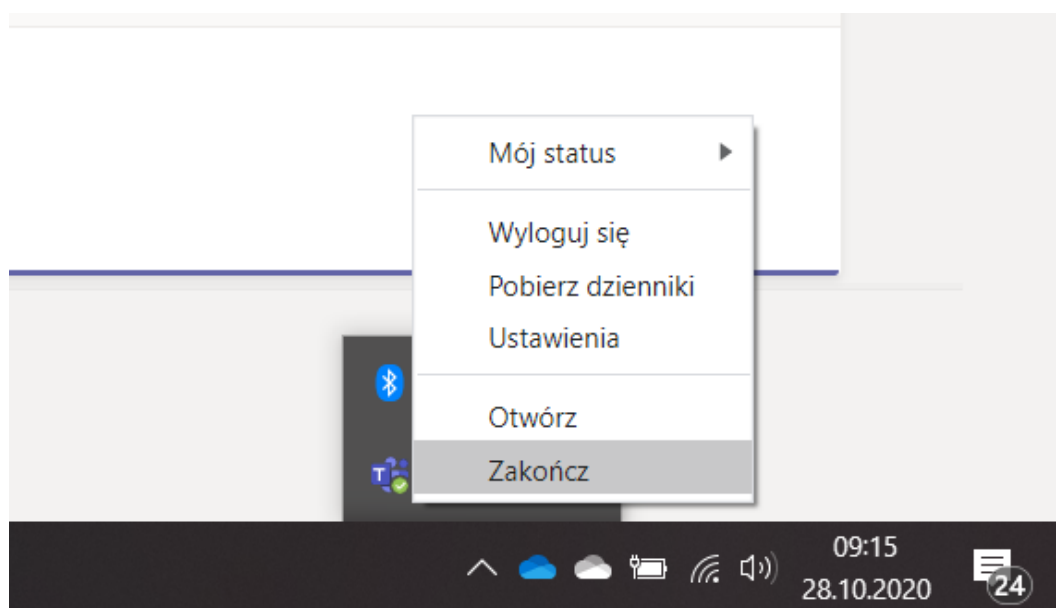 Mój status
Wyloguj się
Pobierz dzienniki
Ustawienia
Otwórz
Zakończ
T
09:15
28.10.2020
24